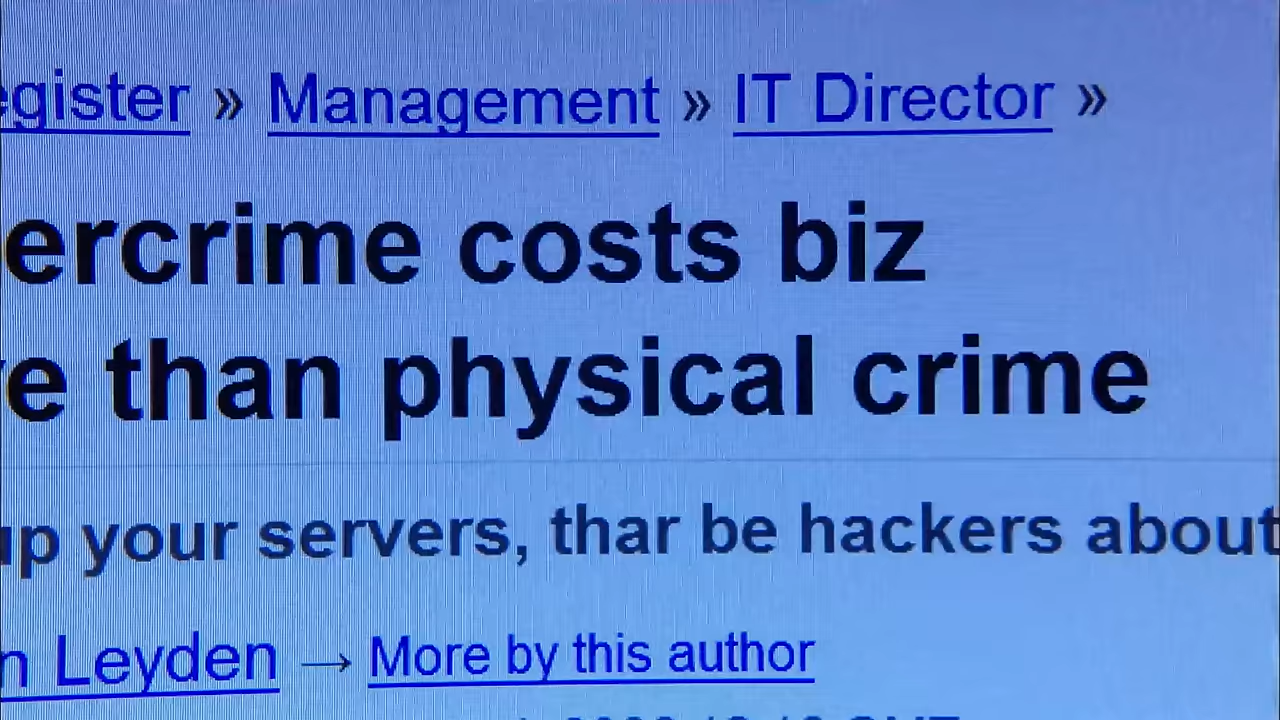 egister » Management » IT Director »
ercrime costs biz
e than physical crime
up your servers, thar be hackers about
n Leyden → More by this author